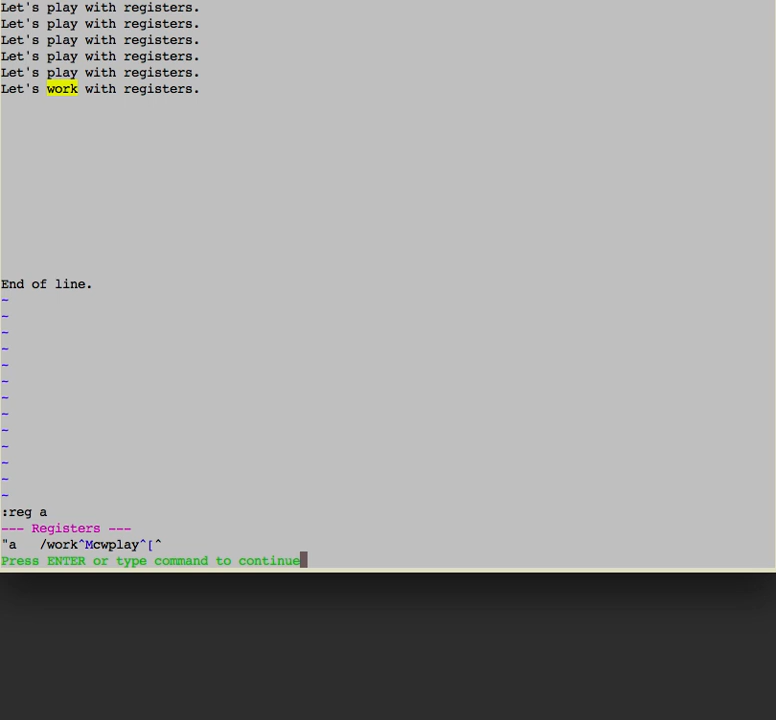 Let's play with registers.
Let's play with registers.
Let's play with registers.
Let's play with registers.
Let's play with registers.
Let's work with registers.
End of line.
~
~
~
~
~
~
~
~
~
~
~
~
~
:reg a
--- Registers ---
"a   /work^Mcwplay^[^
Press ENTER or type command to continue